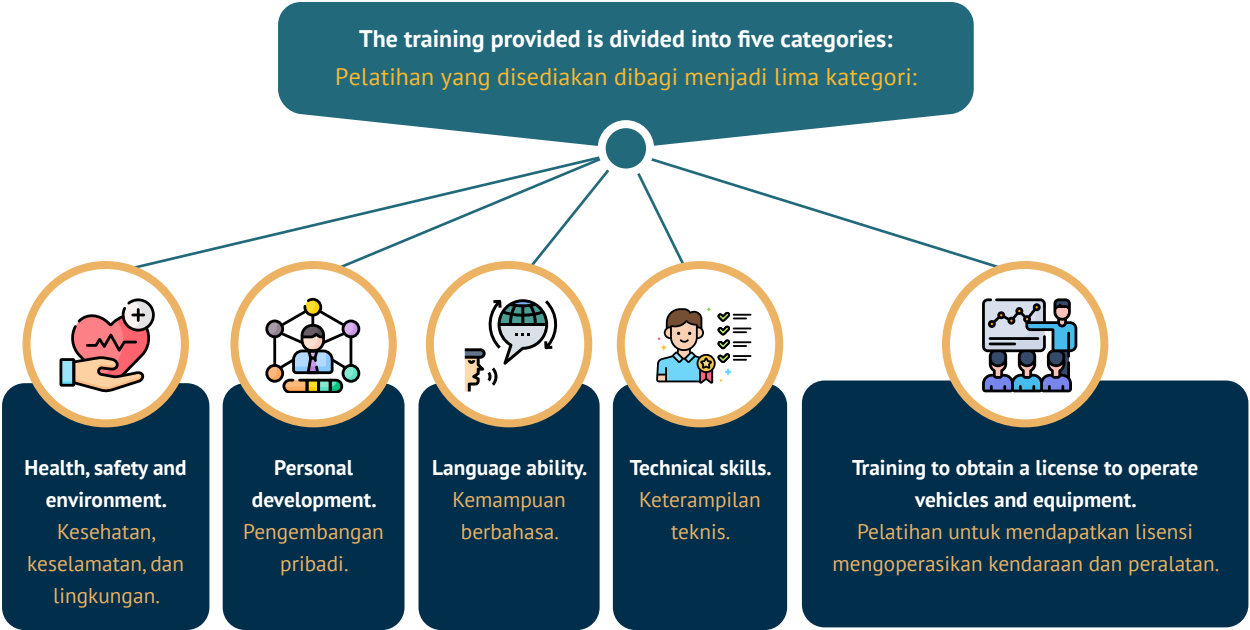 The training provided is divided into five categories:
Pelatihan yang disediakan dibagi menjadi lima kategori:
Health, safety and
environment.
Kesehatan,
keselamatan, dan
lingkungan.
Personal
development.
Pengembangan
pribadi.
Language ability.
Kemampuan
berbahasa.
Technical skills.
Keterampilan
teknis.
Training to obtain a license to operate
vehicles and equipment.
Pelatihan untuk mendapatkan lisensi
mengoperasikan kendaraan dan peralatan.